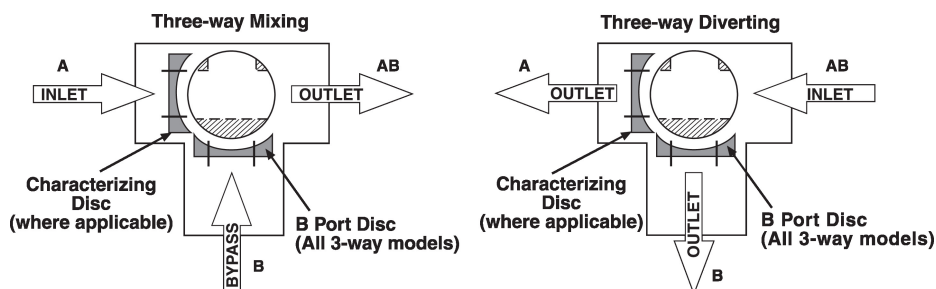 Three-way Mixing
A
INLET
AB
OUTLET
Characterizing
Disc
(where applicable)
BYPASS
B
B Port Disc
(All 3-way models)
Three-way Diverting
A
OUTLET
AB
INLET
Characterizing
Disc
(where applicable)
OUTLET
B
B Port Disc
(All 3-way models)